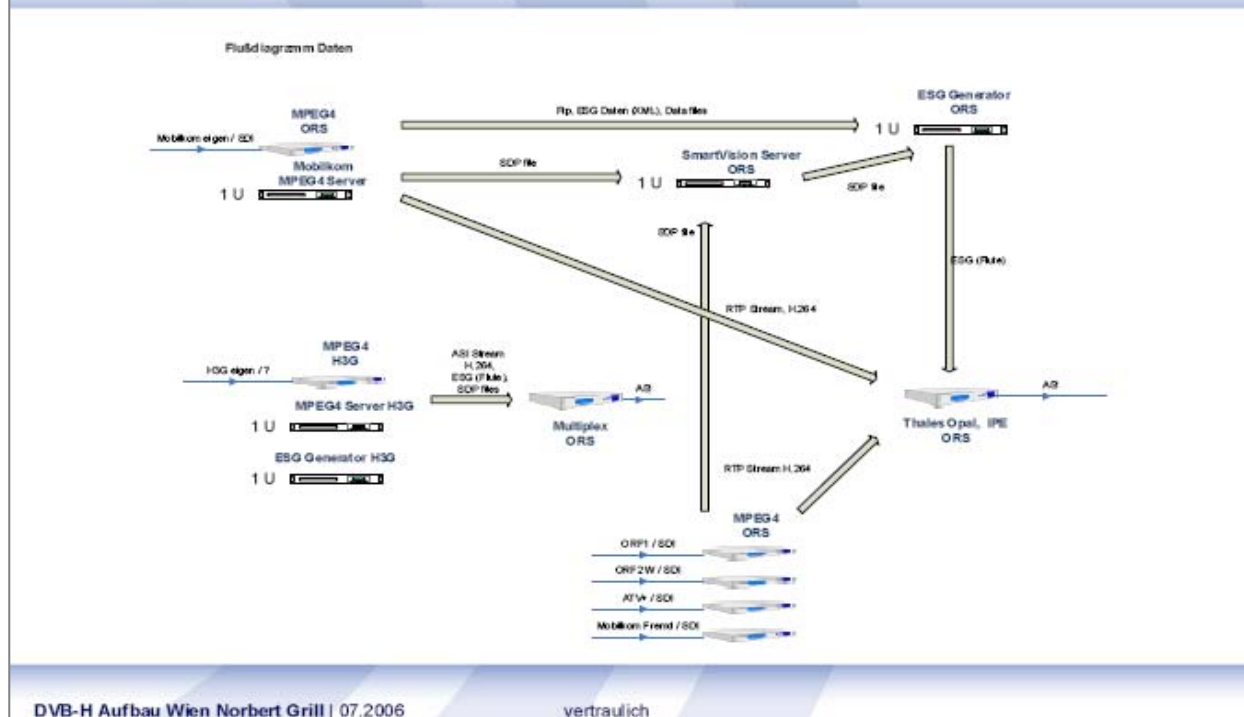 Flußdiagramm Daten
MPEG4
ORS
Mobilkom eigen / SDI
Mobilkom
MPEG4 Server
1 U
Ftp, ESG Daten (XML), Data files
ESG Generator
ORS
1 U
SDP file
SmartVision Server
ORS
1 U
SDP file
SDP file
ESG (Flute)
RTP Stream, H.264
MPEG4
H3G
H3G eigen / ?
MPEG4 Server H3G
1 U
ESG Generator H3G
1 U
ASI Stream
H.264,
ESG (Flute),
SDP files
ASI
Multiplex
ORS
ASI
Thales Opal, IPE
ORS
RTP Stream H.264
MPEG4
ORS
ORF1 / SDI
ORF2W / SDI
ATV+ / SDI
Mobilkom Fremd / SDI
DVB-H Aufbau Wien Norbert Grill | 07.2006
vertraulich